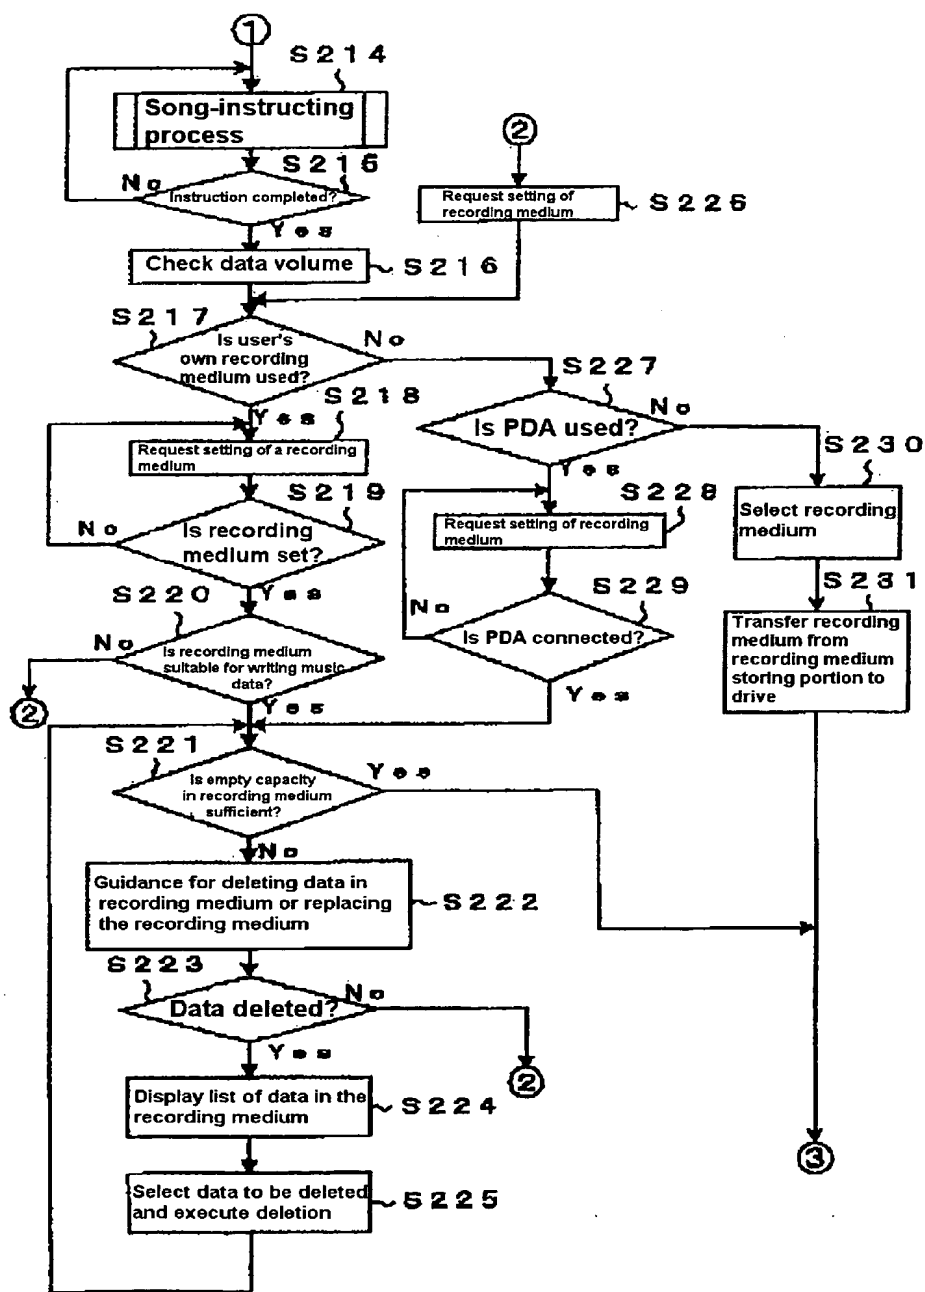 1
S214
Song-instructing
process
S215
No
Instruction completed?
Yes
Check data volume
S216
2
Request setting of
recording medium
S226
S217
Is user's
own recording
medium used?
No
Yes
S218
Request setting of a recording
medium
S219
No
Is recording
medium set?
Yes
S220
No
Is recording medium
suitable for writing music
data?
2
Yes
S227
Is PDA used?
No
Yes
S228
Request setting of recording
medium
S229
No
Is PDA connected?
Yes
S230
Select recording
medium
S231
Transfer recording
medium from
recording medium
storing portion to
drive
S221
Is empty capacity
in recording medium
sufficient?
Yes
No
Guidance for deleting data in
recording medium or replacing
the recording medium
S222
S223
Data deleted?
No
2
Yes
Display list of data in the
recording medium
S224
Select data to be deleted
and execute deletion
S225
3